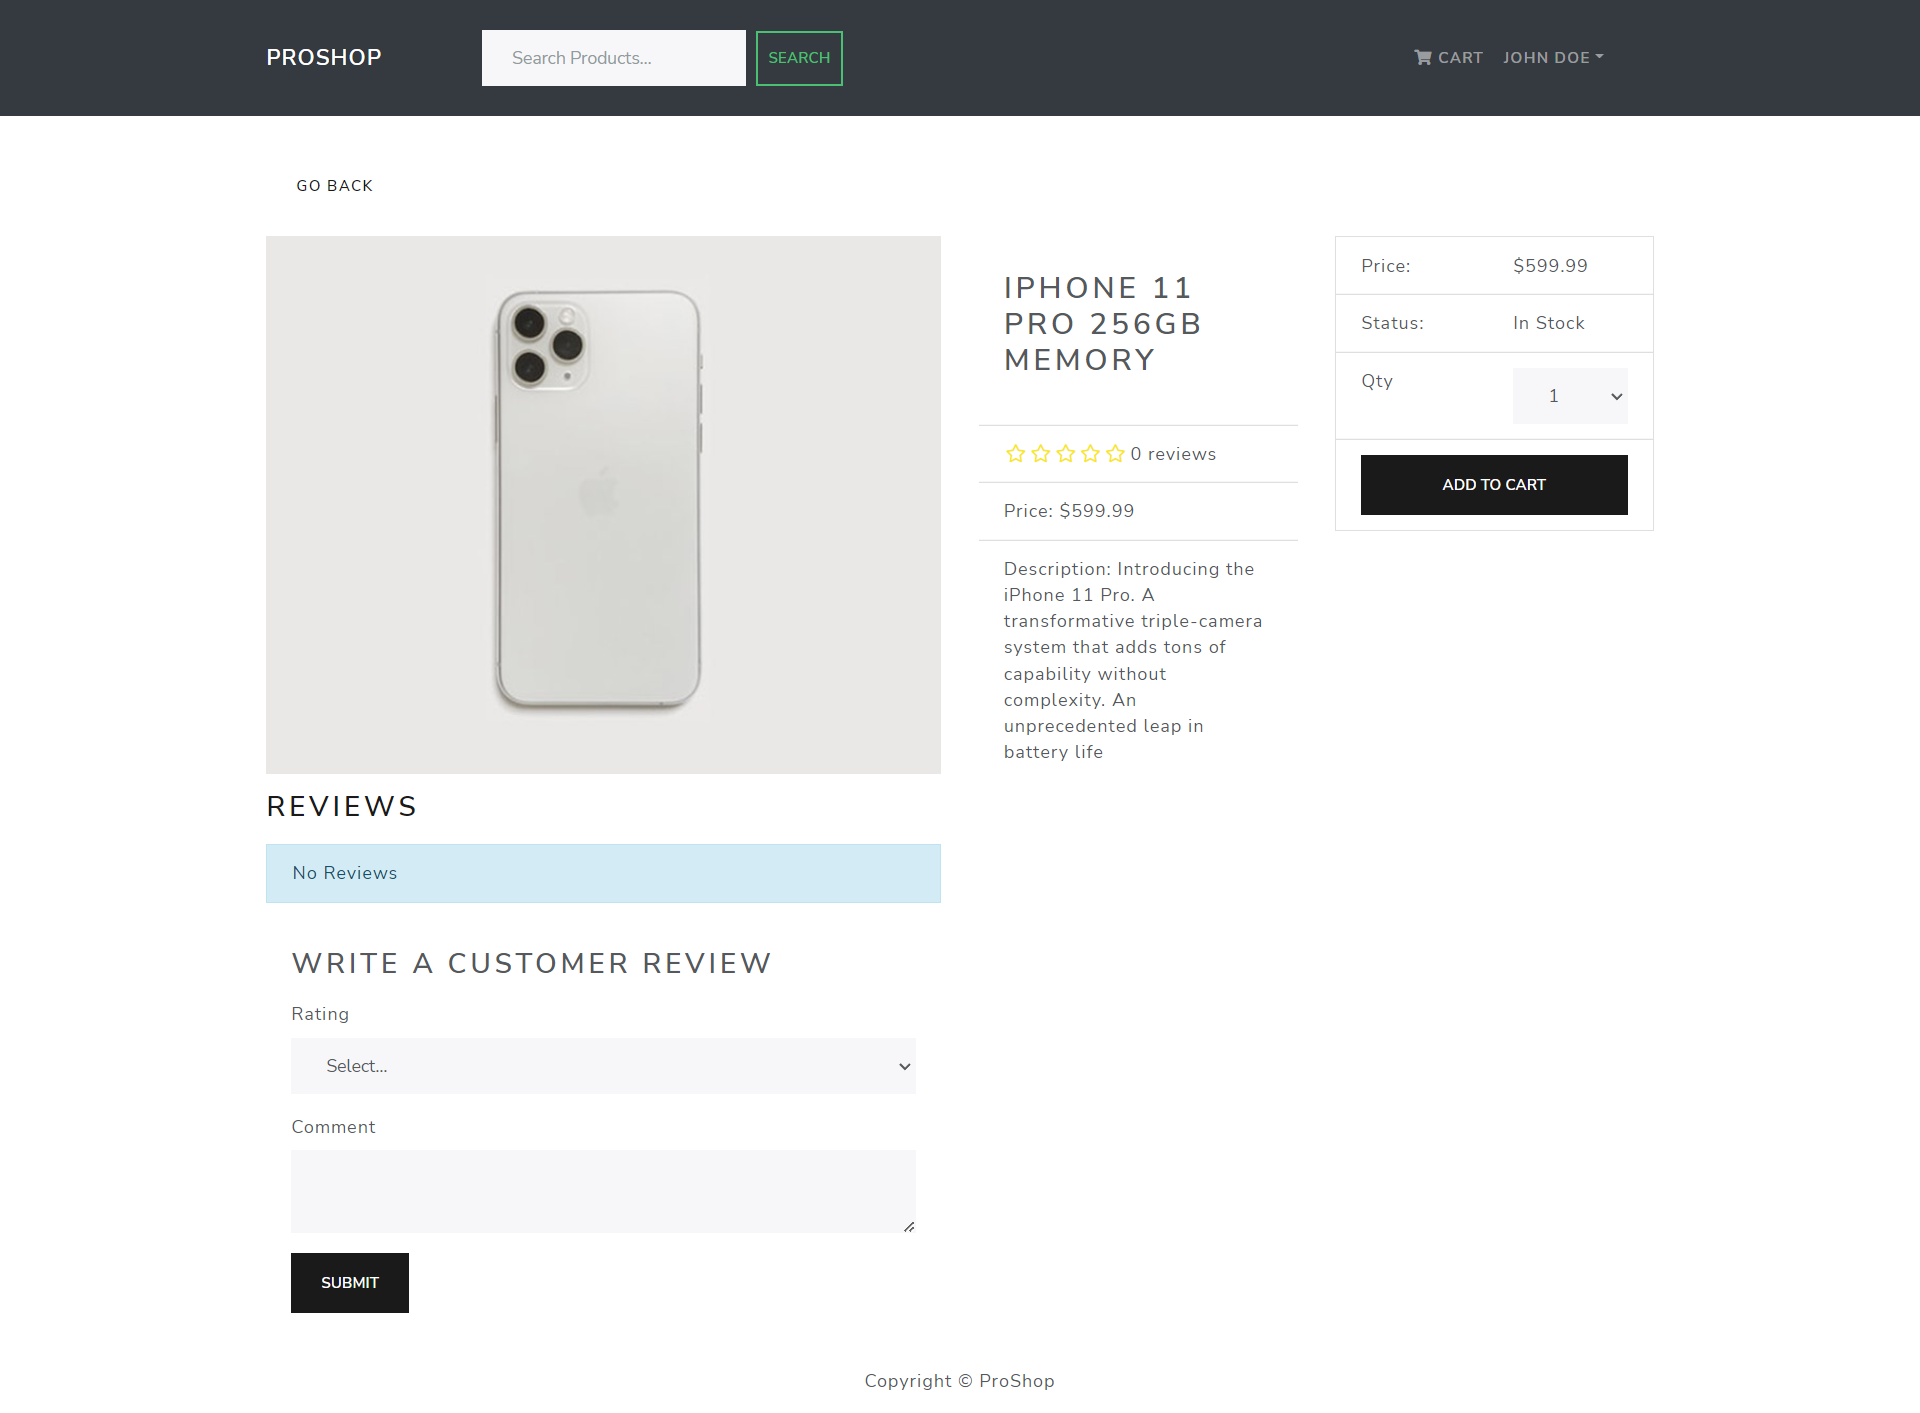 PROSHOP
Search Products...
SEARCH
CART
JOHN DOE
GO BACK
IPHONE 11
PRO 256GB
MEMORY
0 reviews
Price: $599.99
Description: Introducing the
iPhone 11 Pro. A
transformative triple-camera
system that adds tons of
capability without
complexity. An
unprecedented leap in
battery life
Price: $599.99
Status: In Stock
Qty 1
ADD TO CART
REVIEWS
No Reviews
WRITE A CUSTOMER REVIEW
Rating
Select...
Comment
SUBMIT
Copyright © ProShop